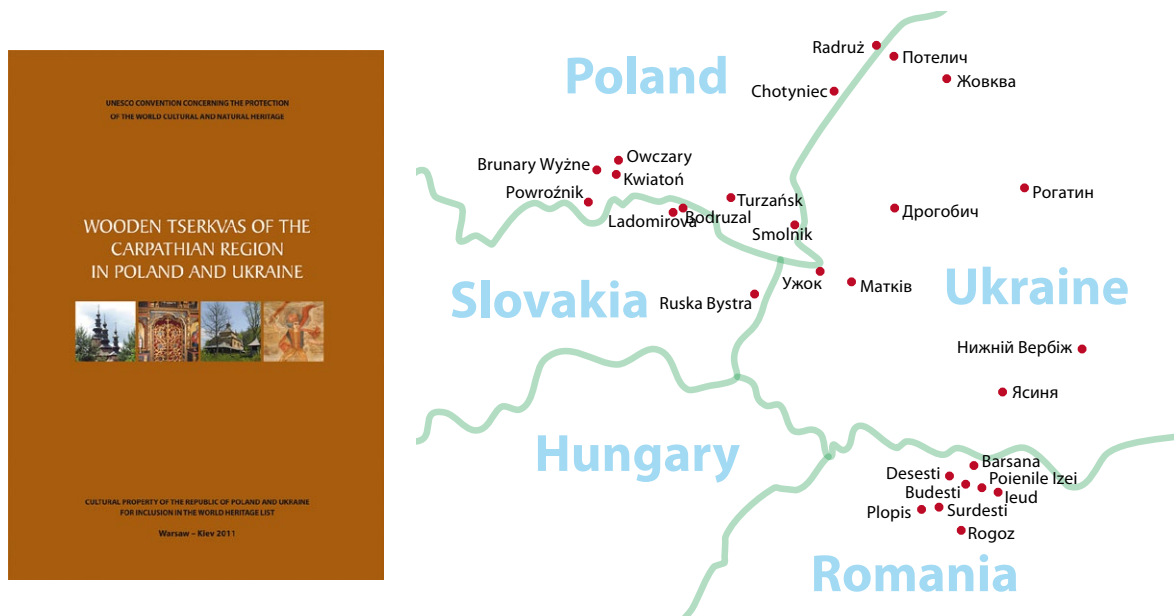 UNESCO CONVENTION CONCERNING THE PROTECTION
OF THE WORLD CULTURAL AND NATURAL HERITAGE
WOODEN TSERKVAS OF THE
CARPATHIAN REGION
IN POLAND AND UKRAINE
CULTURAL PROPERTY OF THE REPUBLIC OF POLAND AND UKRAINE
FOR INCLUSION IN THE WORLD HERITAGE LIST
Warsaw – Kiev 2011
Poland
Radruż
Потелич
Жовква
Chotyniec
Owczary
Brunary Wyżne
Kwiatoń
Powroźnik
Turzańsk
Ladomirova
Bodruzal
Smolnik
Рогатин
Дрогобич
Slovakia
Ruska Bystra
Ужок
Матків
Ukraine
Нижній Вербіж
Ясиня
Hungary
Barsana
Desesti
Poienile Izei
Budesti
Ieud
Plopis
Surdesti
Rogoz
Romania